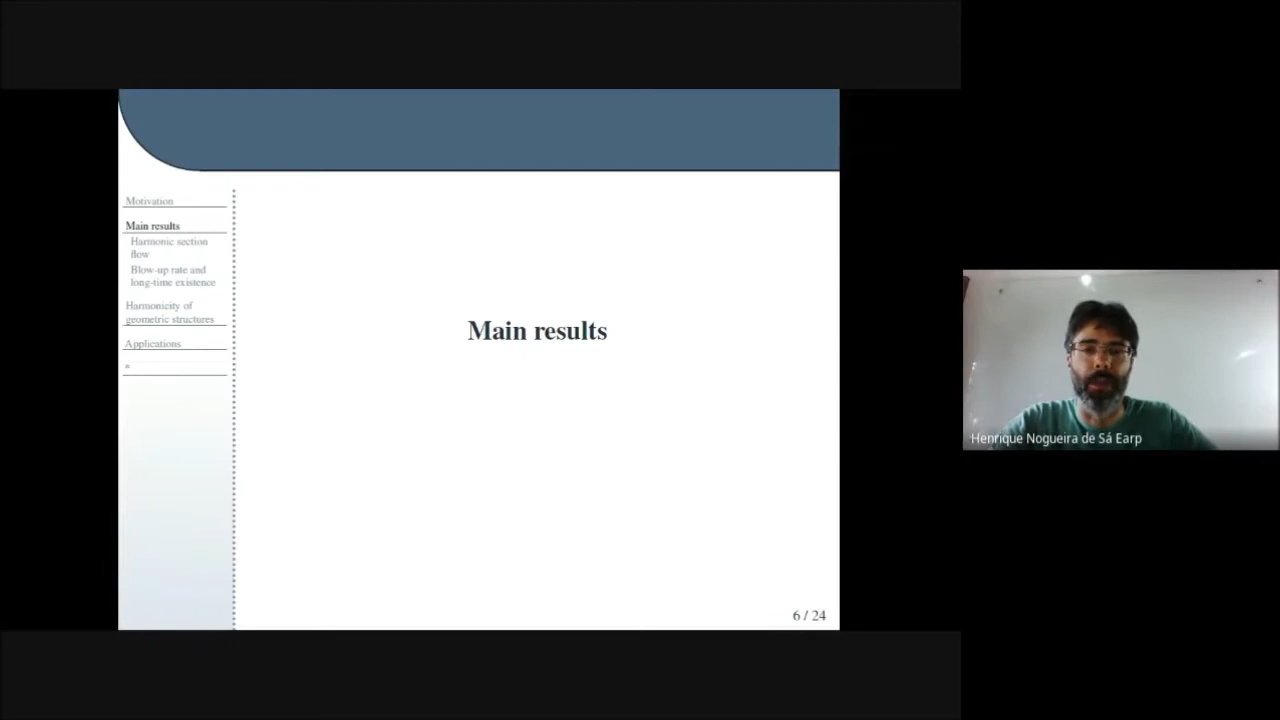 Motivation
Main results
Harmonic section
flow
Blow-up rate and
long-time existence
Harmonicity of
geometric structures
Applications
Main results
6 / 24
Henrique Nogueira de Sá Earp